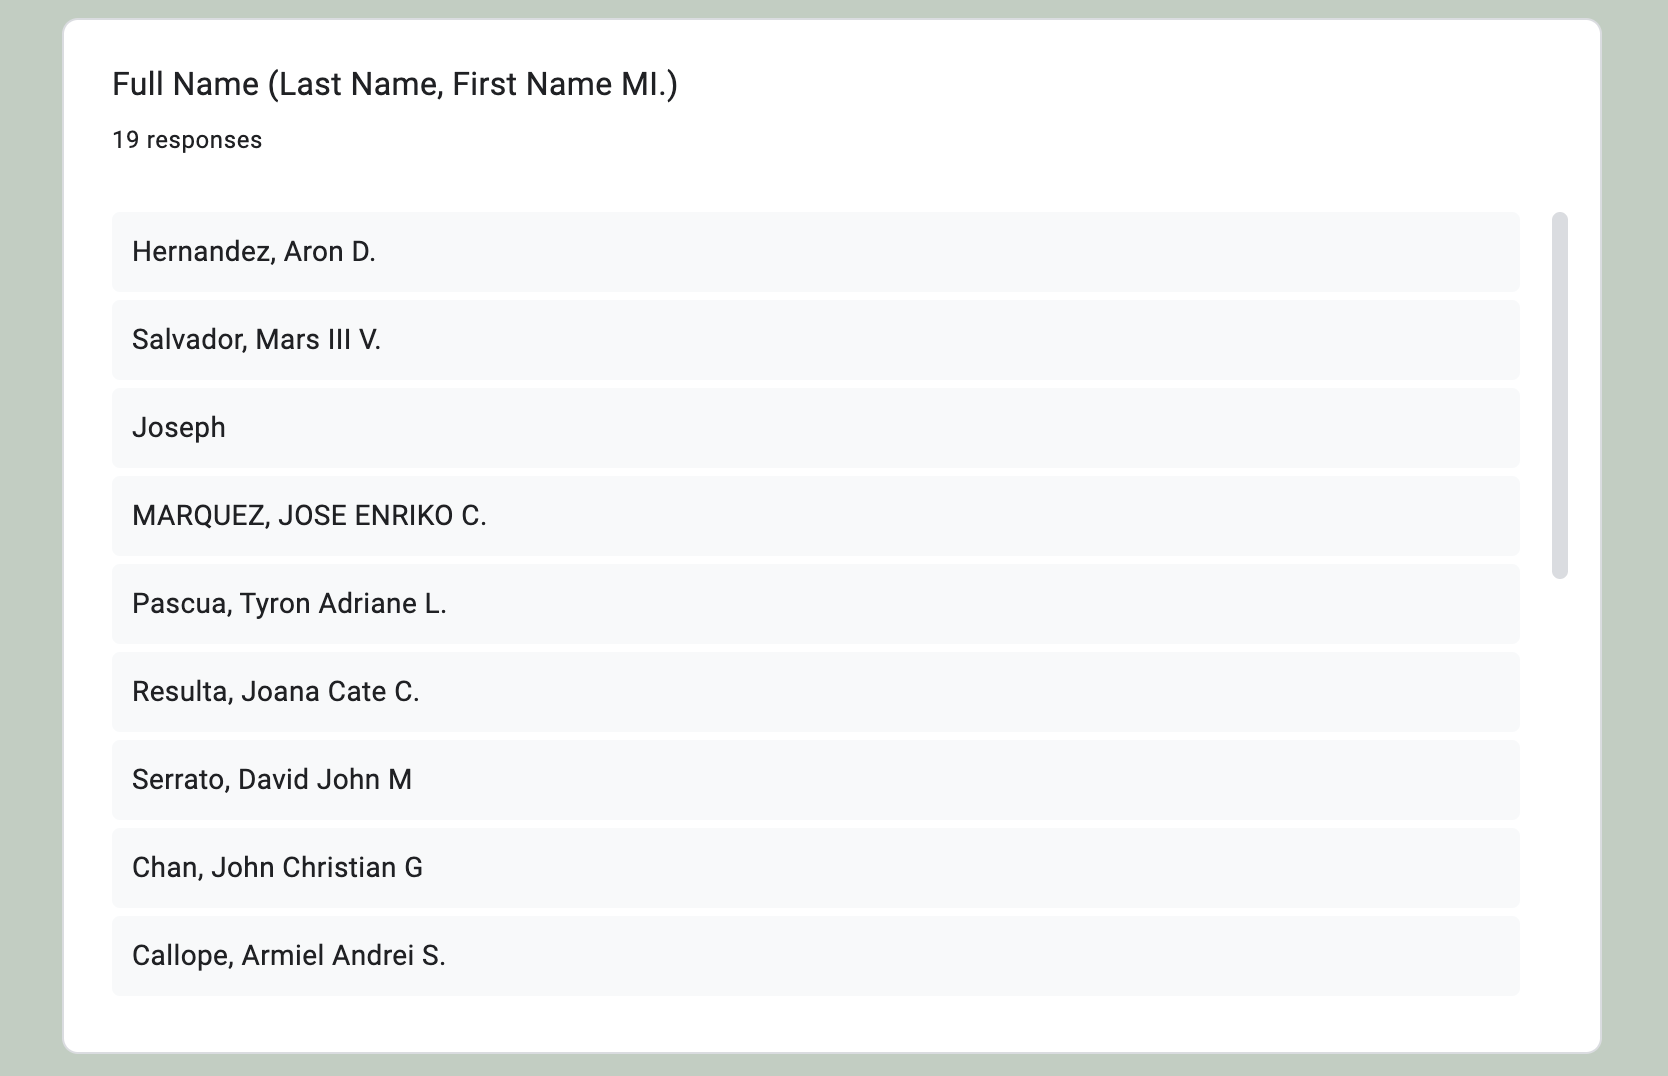 Full Name (Last Name, First Name MI.)
19 responses
Hernandez, Aron D.
Salvador, Mars III V.
Joseph
MARQUEZ, JOSE ENRIKO C.
Pascua, Tyron Adriane L.
Resulta, Joana Cate C.
Serrato, David John M
Chan, John Christian G
Callope, Armiel Andrei S.